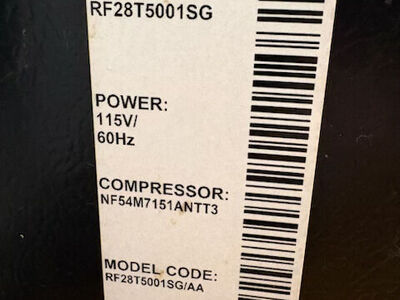 RF28T5001SG
POWER:
115V/
60Hz
COMPRESSOR:
NF54M7151ANTT3
MODEL CODE:
RF28T5001SG/AA